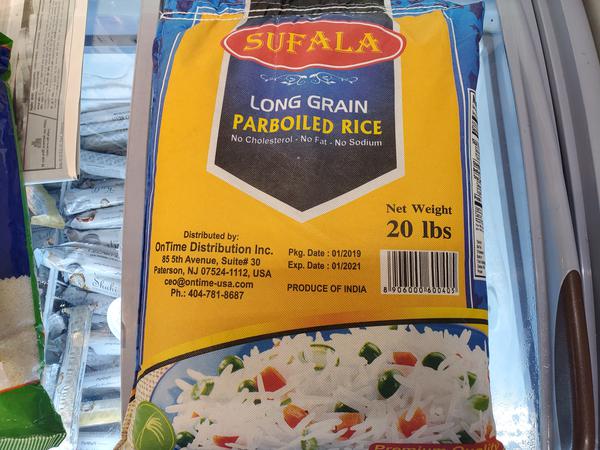 SUFALA
LONG GRAIN
PARBOILED RICE
No Cholesterol - No Fat - No Sodium
Net Weight
20 lbs
Distributed by:
OnTime Distribution Inc.
85 5th Avenue, Suite# 30
Paterson, NJ 07524-1112, USA
ceo@ontime-usa.com
Ph.: 404-781-8687
Pkg. Date : 01/2019
Exp. Date : 01/2021
PRODUCE OF INDIA
8 906000 600405
Premium Quality